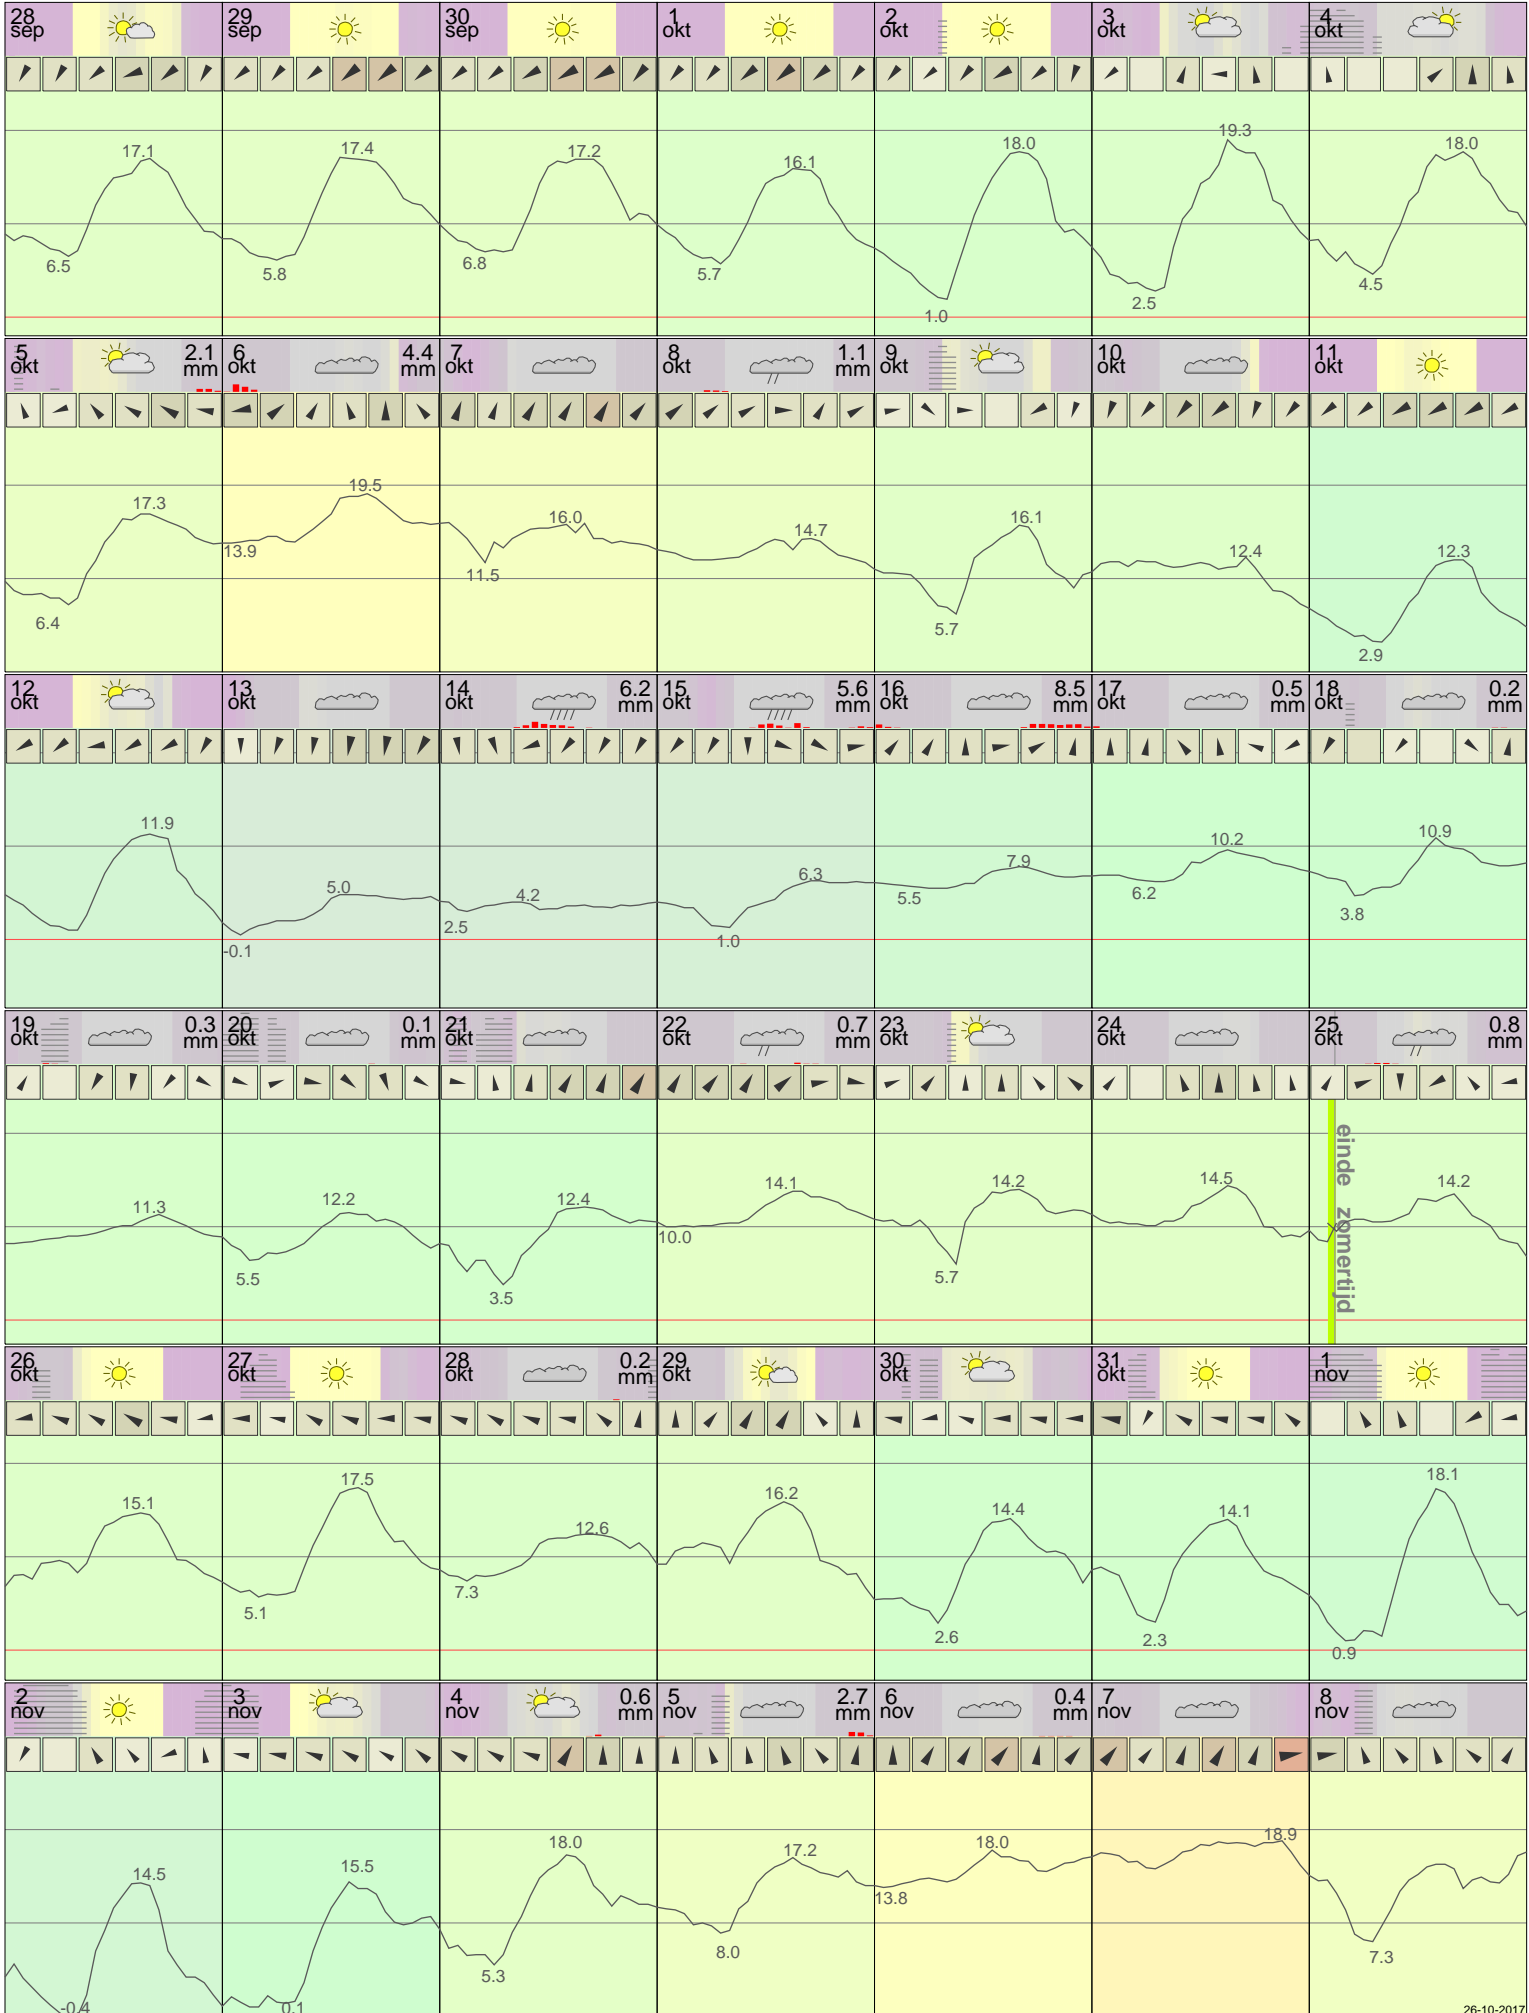 28 sep 29 sep 30 sep 1 okt 2 okt 3 okt 4 okt
17.1 17.4 17.2 16.1 18.0 19.3 18.0
6.5 5.8 6.8 5.7 1.0 2.5 4.5
5 okt 2.1 mm 6 okt 4.4 mm 7 okt 8 okt 1.1 mm 9 okt 10 okt 11 okt
17.3 19.5 16.0 14.7 16.1 12.4 12.3
6.4 13.9 11.5 5.7 2.9
12 okt 13 okt 14 okt 6.2 mm 15 okt 5.6 mm 16 okt 8.5 mm 17 okt 0.5 mm 18 okt 0.2 mm
11.9 5.0 4.2 6.3 7.9 10.2 10.9
-0.1 2.5 1.0 5.5 6.2 3.8
19 okt 0.3 mm 20 okt 0.1 mm 21 okt 22 okt 0.7 mm 23 okt 24 okt 25 okt 0.8 mm
11.3 12.2 12.4 14.1 14.2 14.5 14.2
5.5 3.5 10.0 5.7
einde zomertijd
26 okt 27 okt 28 okt 0.2 mm 29 okt 30 okt 31 okt 1 nov
15.1 17.5 12.6 16.2 14.4 14.1 18.1
5.1 7.3 2.6 2.3 0.9
2 nov 3 nov 4 nov 0.6 mm 5 nov 2.7 mm 6 nov 0.4 mm 7 nov 8 nov
14.5 15.5 18.0 17.2 18.0 18.9
-0.4 0.1 5.3 8.0 13.8 7.3
26-10-2017